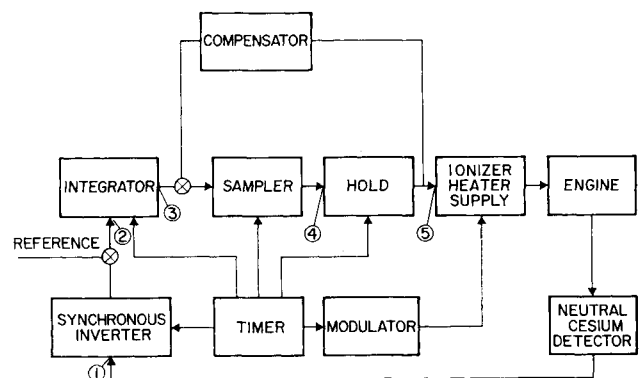 COMPENSATOR
INTEGRATOR
③
SAMPLER
④
HOLD
⑤
IONIZER
HEATER
SUPPLY
ENGINE
②
REFERENCE
SYNCHRONOUS
INVERTER
TIMER
MODULATOR
NEUTRAL
CESIUM
DETECTOR
①